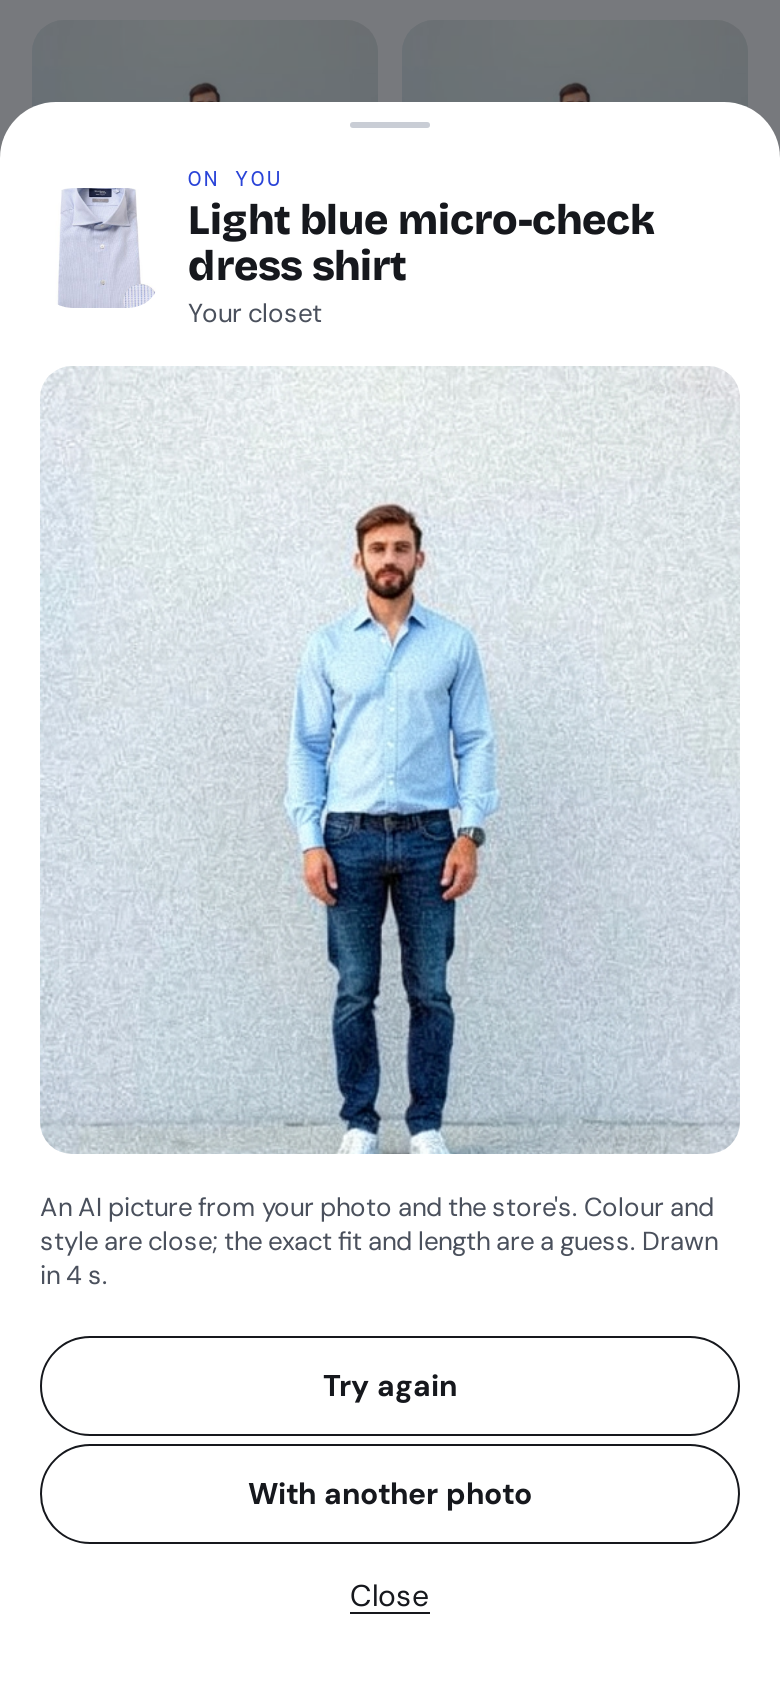 ON YOU
Light blue micro-check
dress shirt
Your closet
An AI picture from your photo and the store's. Colour and
style are close; the exact fit and length are a guess. Drawn
in 4 s.
Try again
With another photo
Close